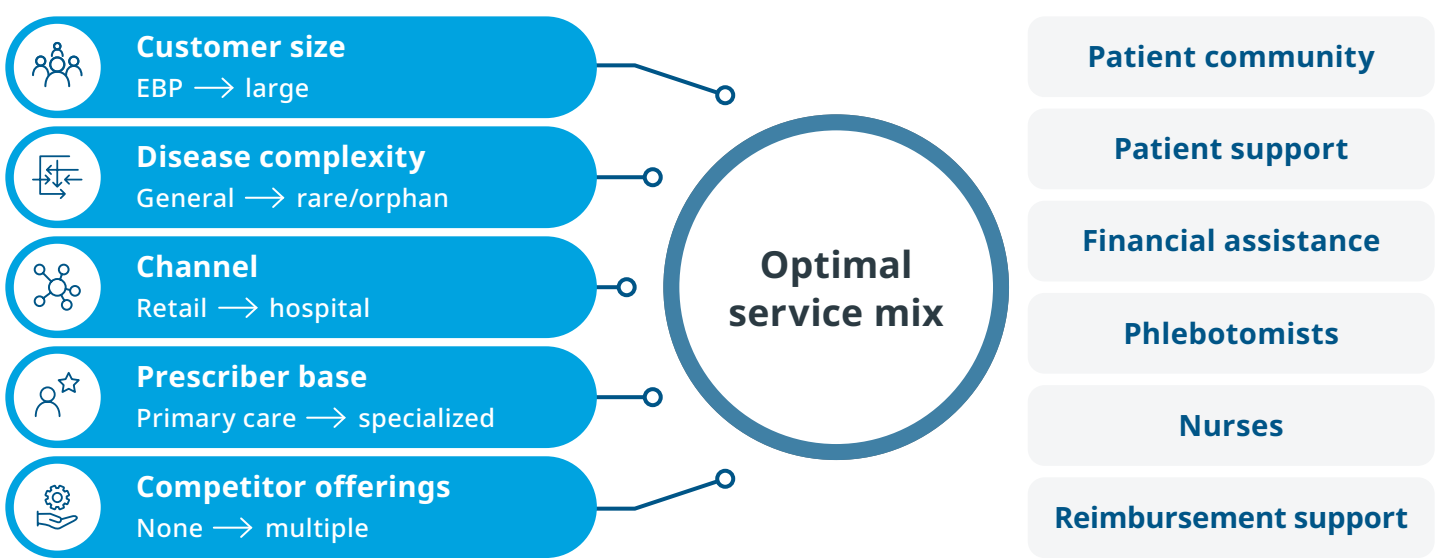 Customer size
EBP → large
Disease complexity
General → rare/orphan
Channel
Retail → hospital
Prescriber base
Primary care → specialized
Competitor offerings
None → multiple
Optimal
service mix
Patient community
Patient support
Financial assistance
Phlebotomists
Nurses
Reimbursement support